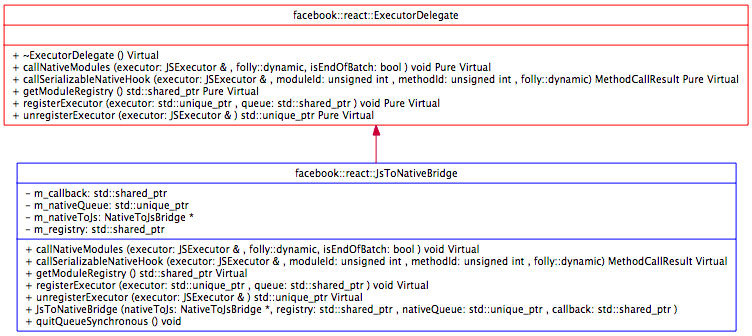 facebook::react::ExecutorDelegate
+ ~ExecutorDelegate () Virtual
+ callNativeModules (executor: JSExecutor & , folly::dynamic, isEndOfBatch: bool ) void Pure Virtual
+ callSerializableNativeHook (executor: JSExecutor & , moduleId: unsigned int , methodId: unsigned int , folly::dynamic) MethodCallResult Pure Virtual
+ getModuleRegistry () std::shared_ptr Pure Virtual
+ registerExecutor (executor: std::unique_ptr , queue: std::shared_ptr ) void Pure Virtual
+ unregisterExecutor (executor: JSExecutor & ) std::unique_ptr Pure Virtual
facebook::react::JsToNativeBridge
- m_callback: std::shared_ptr
- m_nativeQueue: std::unique_ptr
- m_nativeToJs: NativeToJsBridge *
- m_registry: std::shared_ptr
+ callNativeModules (executor: JSExecutor & , folly::dynamic, isEndOfBatch: bool ) void Virtual
+ callSerializableNativeHook (executor: JSExecutor & , moduleId: unsigned int , methodId: unsigned int , folly::dynamic) MethodCallResult Virtual
+ getModuleRegistry () std::shared_ptr Virtual
+ registerExecutor (executor: std::unique_ptr , queue: std::shared_ptr ) void Virtual
+ unregisterExecutor (executor: JSExecutor & ) std::unique_ptr Virtual
+ JsToNativeBridge (nativeToJs: NativeToJsBridge *, registry: std::shared_ptr , nativeQueue: std::unique_ptr , callback: std::shared_ptr )
+ quitQueueSynchronous () void